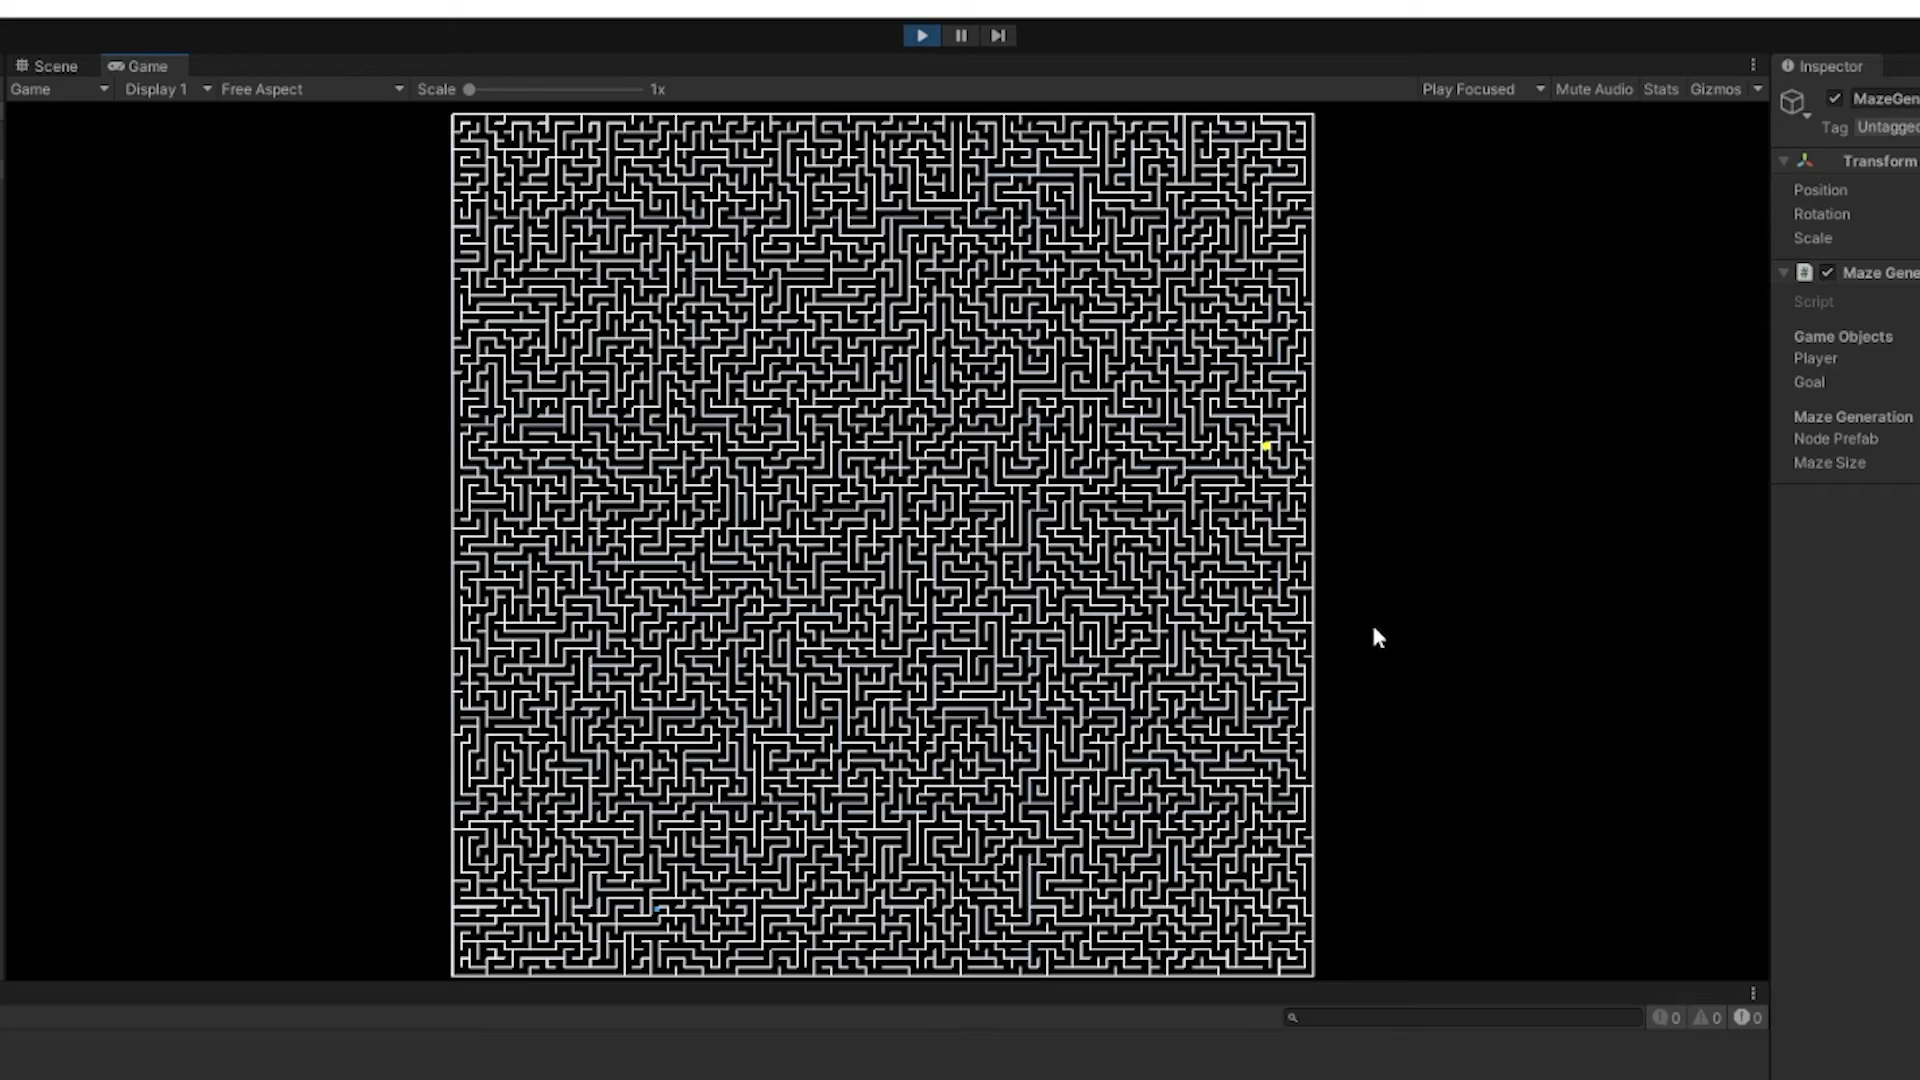 Scene Game
Inspector
Game Display 1 Free Aspect Scale 1x Play Focused Mute Audio Stats Gizmos
MazeGen
Tag Untagged
Transform
Position
Rotation
Scale
# Maze Gene
Script
Game Objects
Player
Goal
Maze Generation
Node Prefab
Maze Size
0 0 0